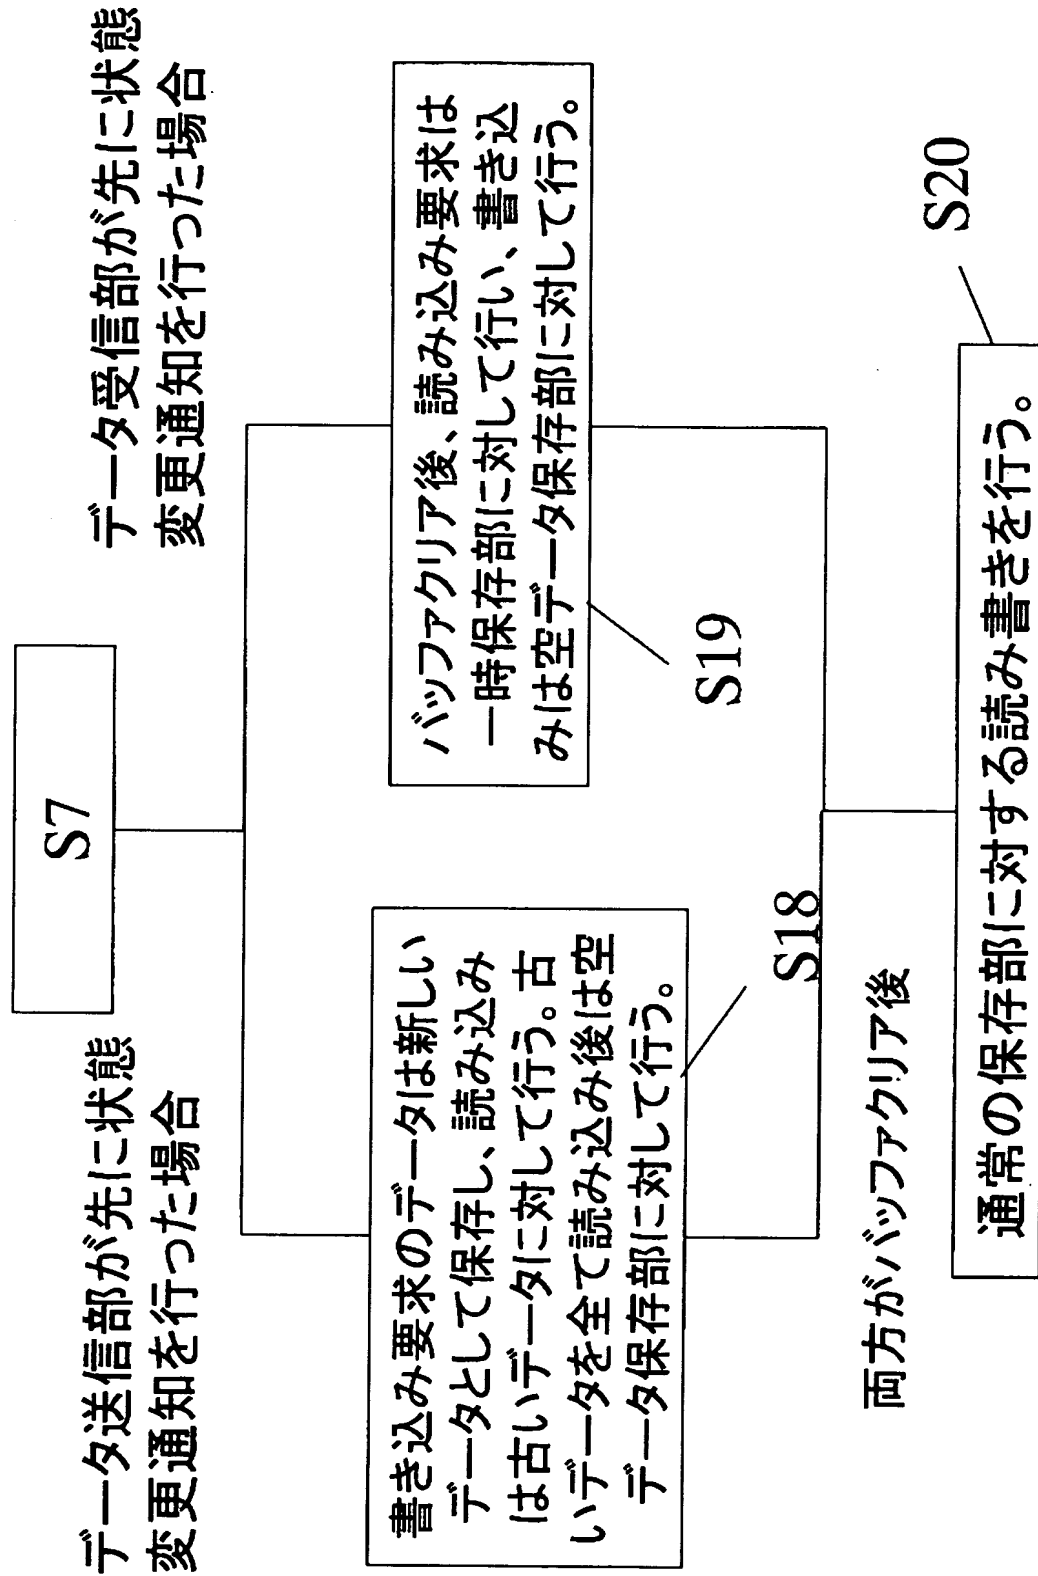 S7
データ送信部が先に状態
変更通知を行った場合
データ受信部が先に状態
変更通知を行った場合
書き込み要求のデータは新しい
データとして保存し、読み込み
は古いデータに対して行う。古
いデータを全て読み込み後は空
データ保存部に対して行う。
S18
バッファクリア後、読み込み要求は
一時保存部に対して行い、書き込
みは空データ保存部に対して行う。
S19
両方がバッファクリア後
通常の保存部に対する読み書きを行う。
S20